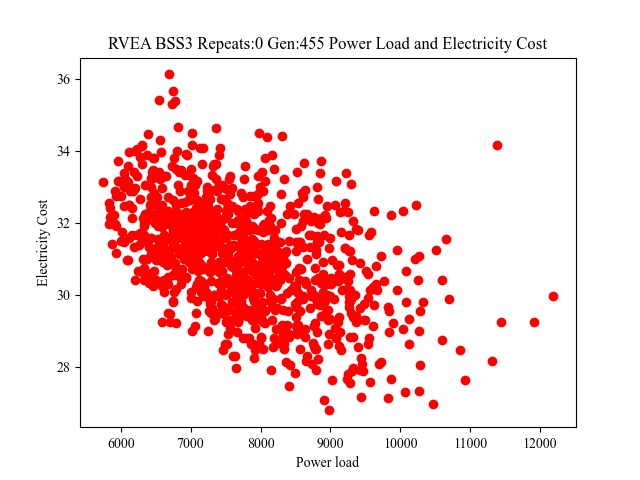 RVEA BSS3 Repeats:0 Gen:455 Power Load and Electricity Cost
36
34
32
30
28
Electricity Cost
6000 7000 8000 9000 10000 11000 12000
Power load